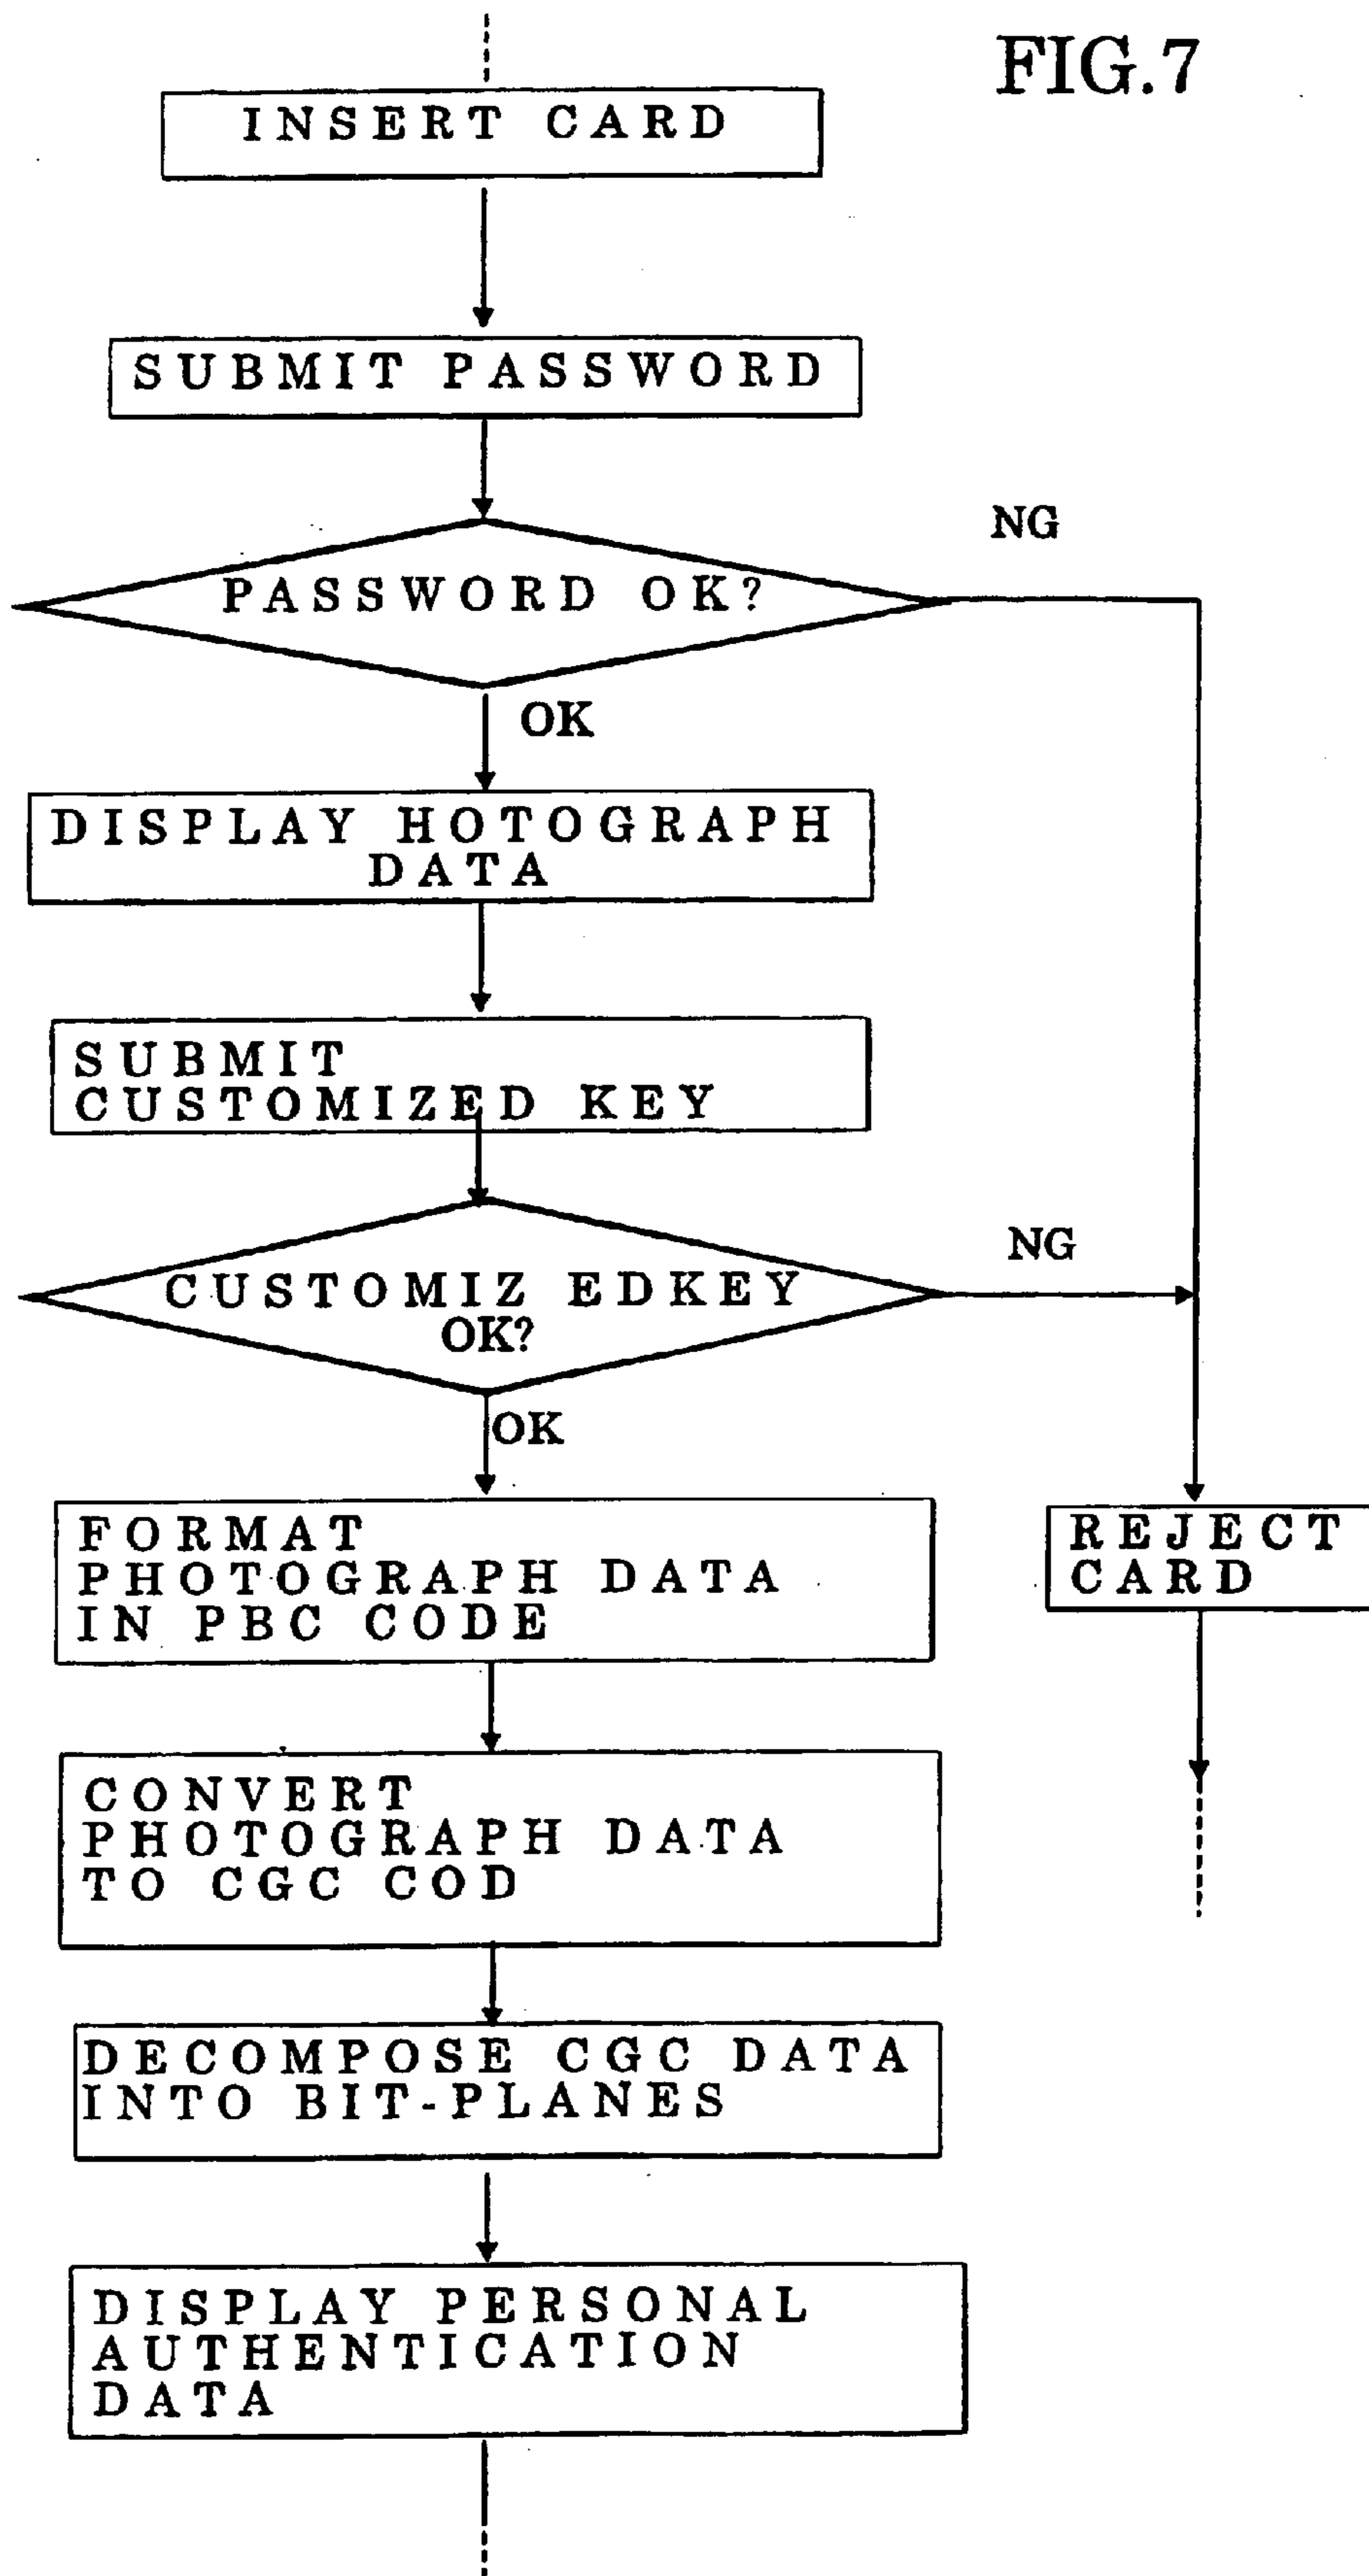 FIG.7
INSERT CARD
SUBMIT PASSWORD
NG
PASSWORD OK?
OK
DISPLAY HOTOGRAPH
DATA
SUBMIT
CUSTOMIZED KEY
NG
CUSTOMIZ EDKEY
OK?
OK
FORMAT
PHOTOGRAPH DATA
IN PBC CODE
REJECT
CARD
CONVERT
PHOTOGRAPH DATA
TO CGC COD
DECOMPOSE CGC DATA
INTO BIT-PLANES
DISPLAY PERSONAL
AUTHENTICATION
DATA